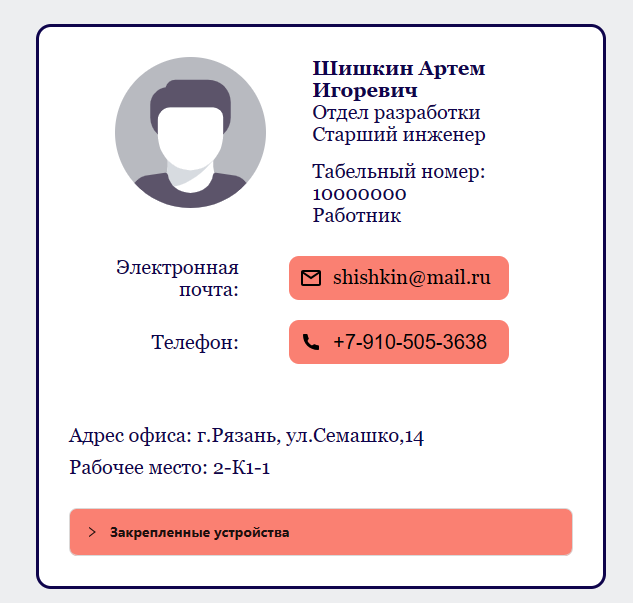 Шишкин Артем
Игоревич
Отдел разработки
Старший инженер
Табельный номер:
10000000
Работник
Электронная
почта:
shishkin@mail.ru
Телефон:
+7-910-505-3638
Адрес офиса: г.Рязань, ул.Семашко,14
Рабочее место: 2-К1-1
Закрепленные устройства